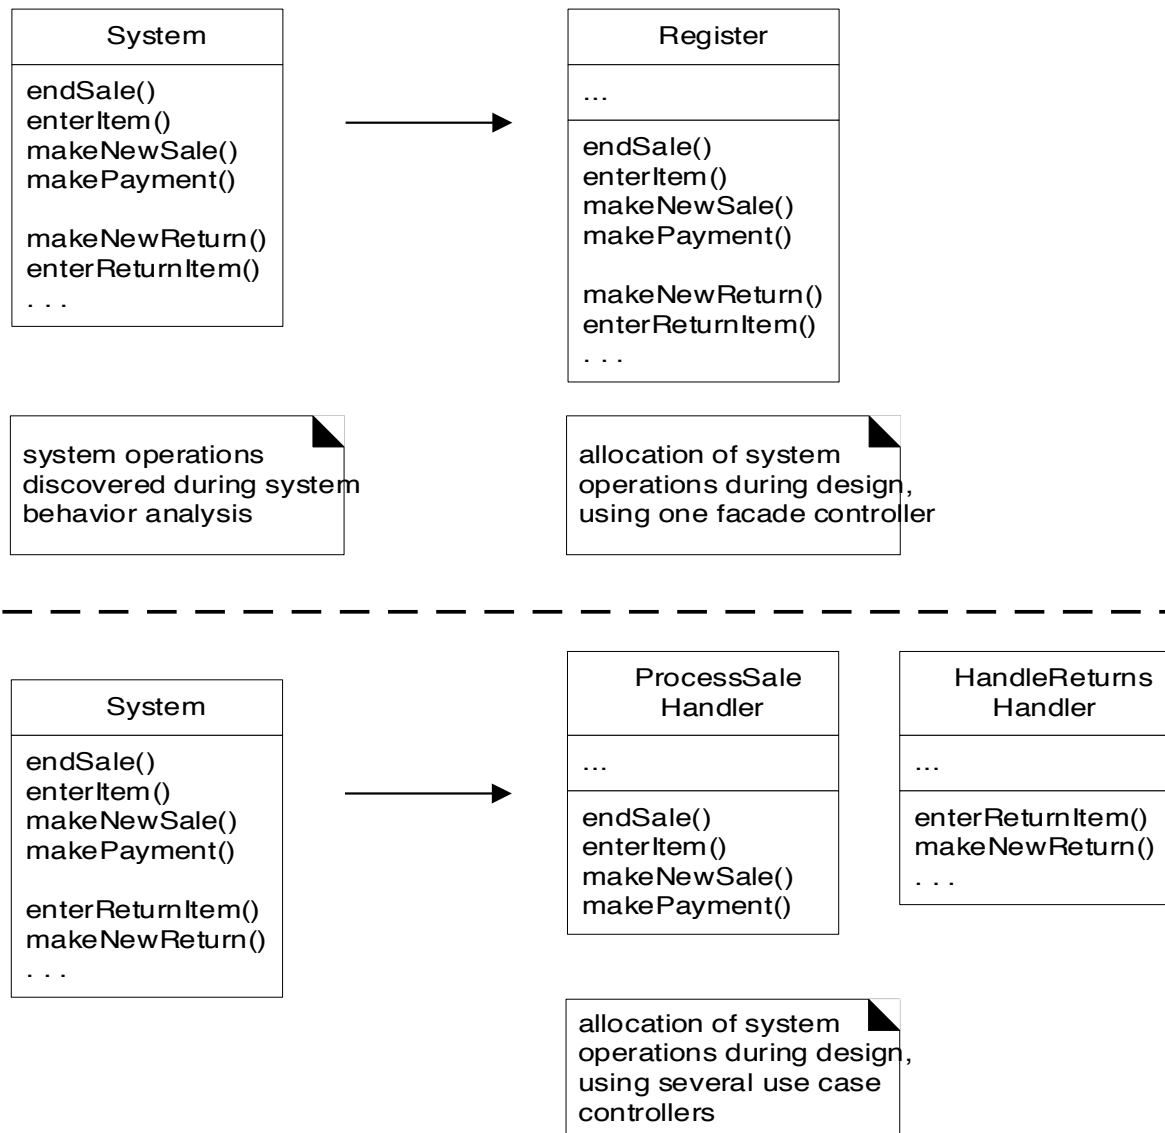 System
endSale()
enterItem()
makeNewSale()
makePayment()
makeNewReturn()
enterReturnItem()
. . .
Register
...
endSale()
enterItem()
makeNewSale()
makePayment()
makeNewReturn()
enterReturnItem()
. . .
system operations
discovered during system
behavior analysis
allocation of system
operations during design,
using one facade controller
System
endSale()
enterItem()
makeNewSale()
makePayment()
enterReturnItem()
makeNewReturn()
. . .
ProcessSale
Handler
...
endSale()
enterItem()
makeNewSale()
makePayment()
HandleReturns
Handler
...
enterReturnItem()
makeNewReturn()
. . .
allocation of system
operations during design,
using several use case
controllers